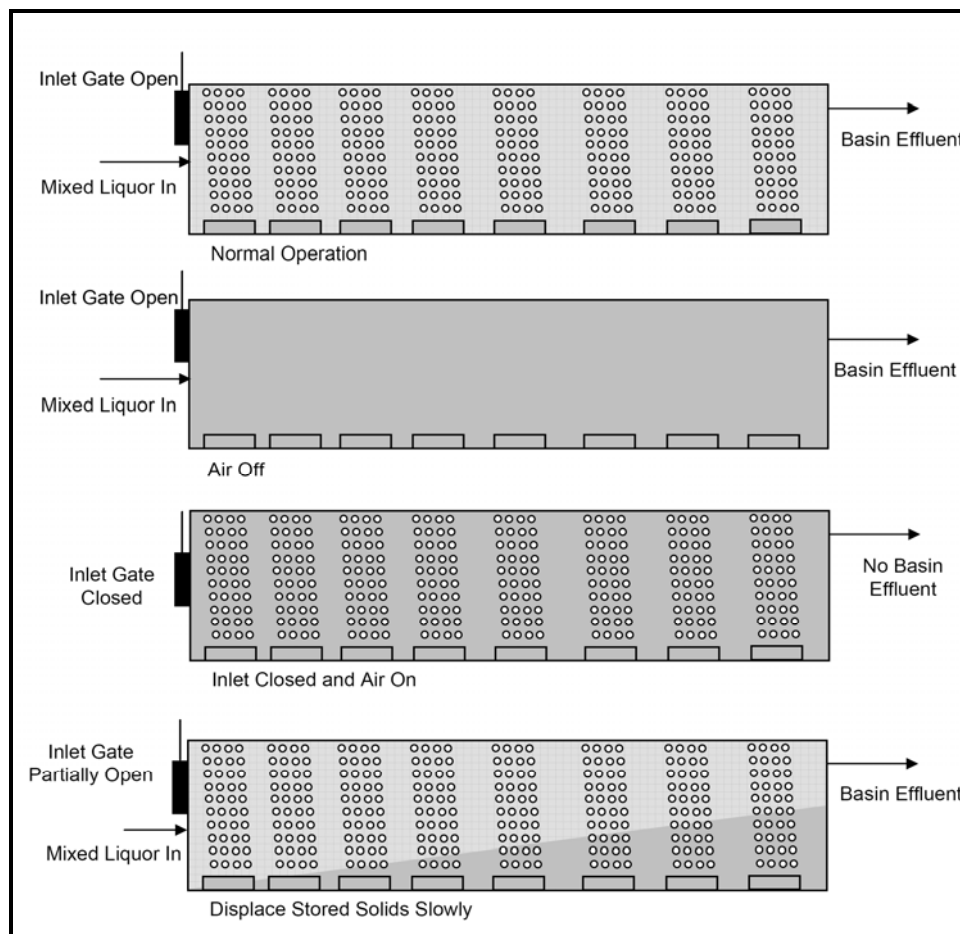 Inlet Gate Open
Mixed Liquor In
Basin Effluent
Normal Operation
Inlet Gate Open
Mixed Liquor In
Basin Effluent
Air Off
Inlet Gate
Closed
No Basin
Effluent
Inlet Closed and Air On
Inlet Gate
Partially Open
Mixed Liquor In
Basin Effluent
Displace Stored Solids Slowly